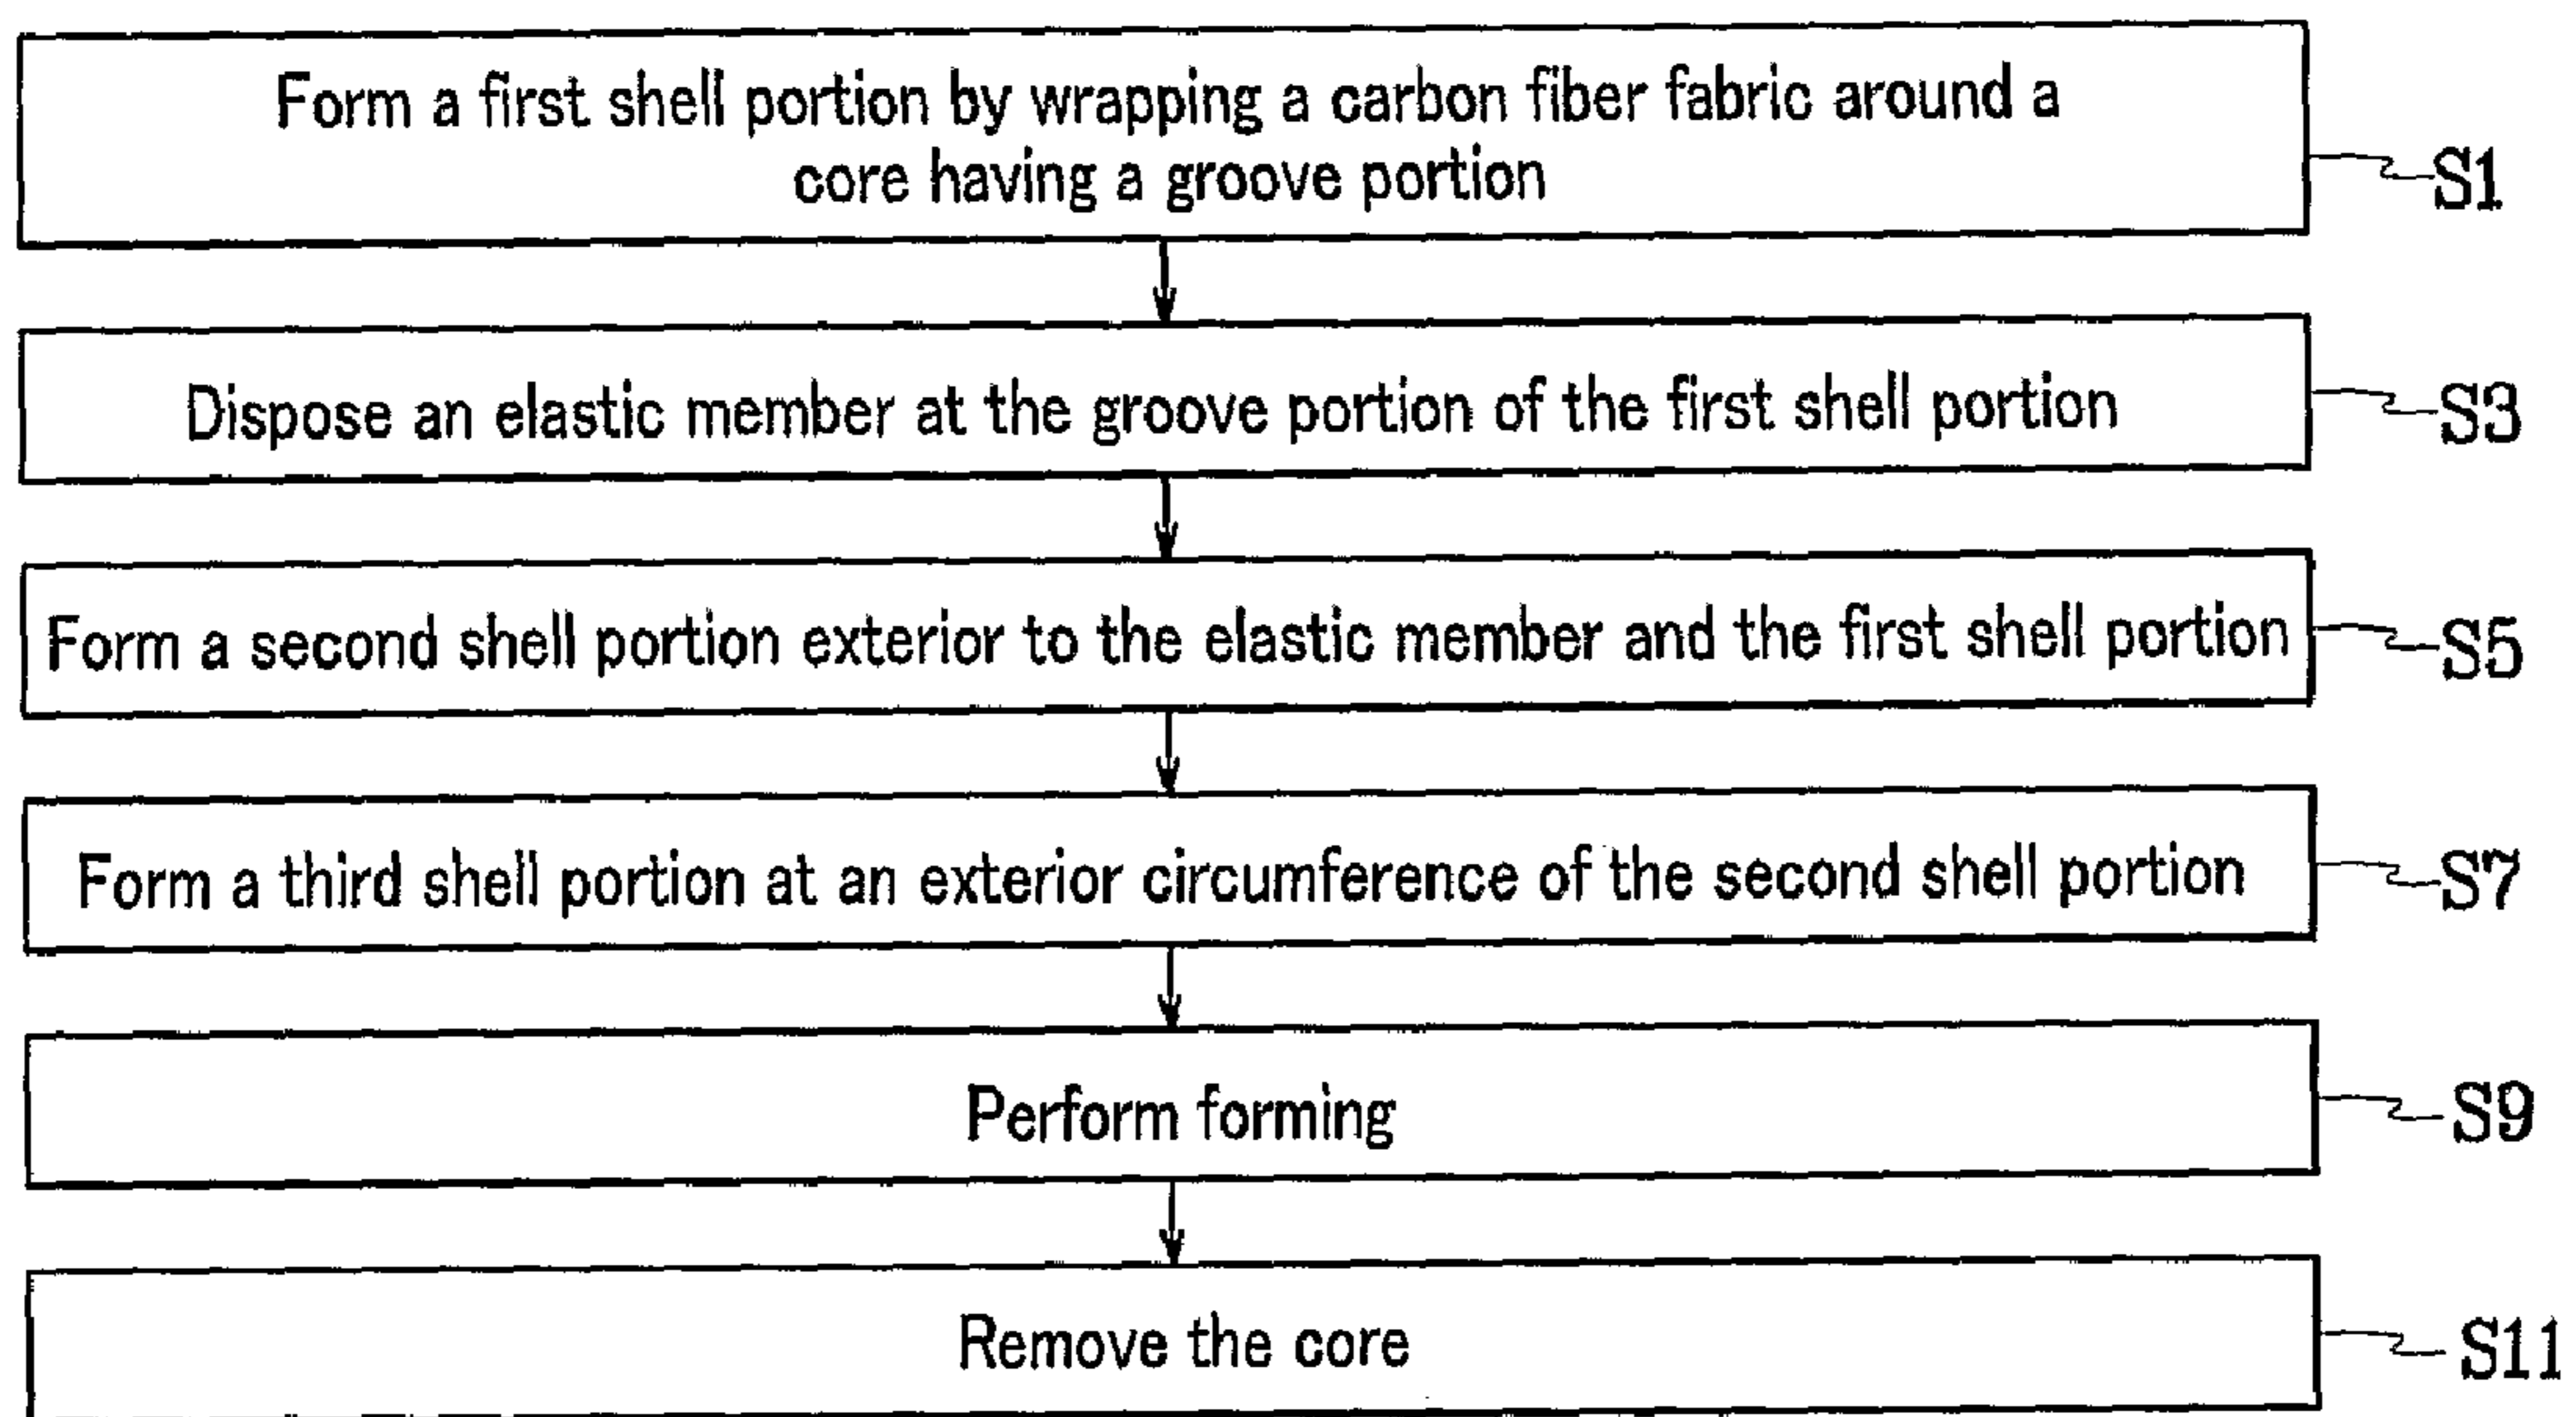 Form a first shell portion by wrapping a carbon fiber fabric around a
core having a groove portion
S1
Dispose an elastic member at the groove portion of the first shell portion
S3
Form a second shell portion exterior to the elastic member and the first shell portion
S5
Form a third shell portion at an exterior circumference of the second shell portion
S7
Perform forming
S9
Remove the core
S11